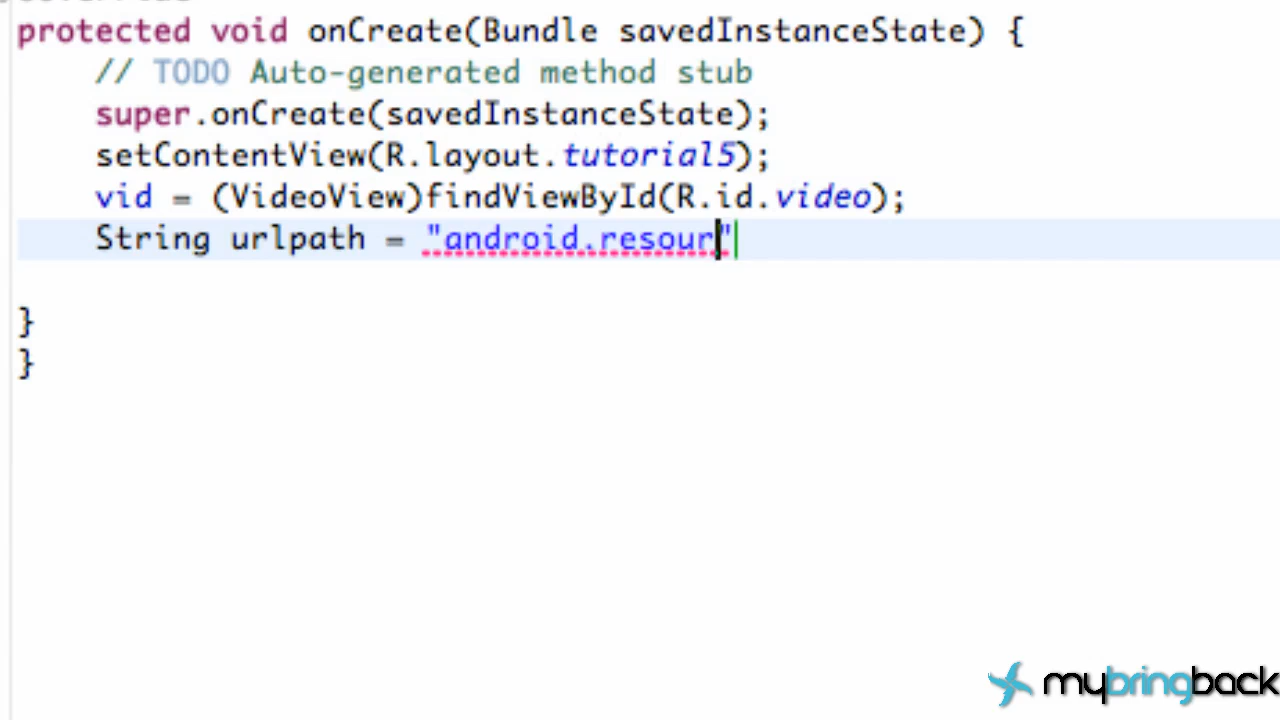 protected void onCreate(Bundle savedInstanceState) {
// TODO Auto-generated method stub
super.onCreate(savedInstanceState);
setContentView(R.layout.tutorial5);
vid = (VideoView)findViewById(R.id.video);
String urlpath = "android.resour"
}
}
mybringback